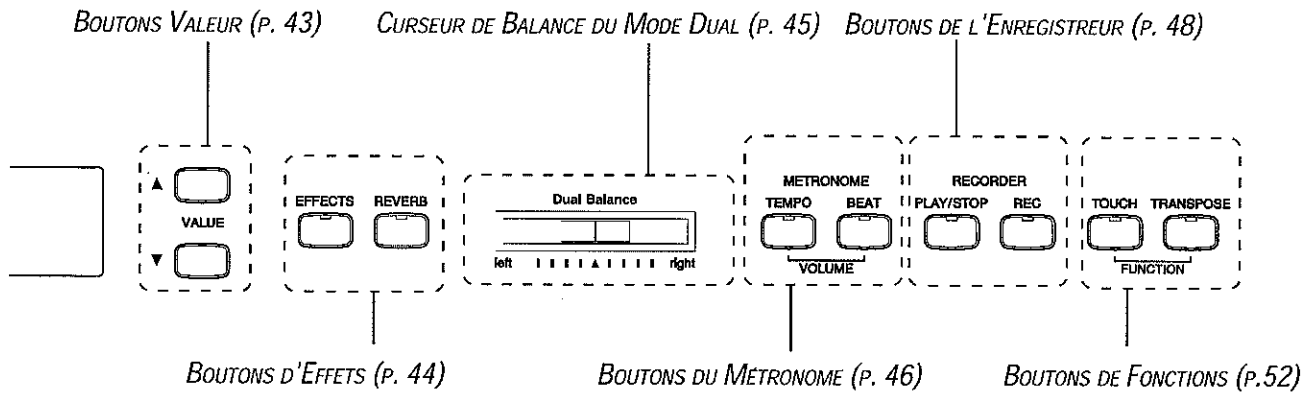 BOUTONS VALEUR (P. 43) CURSEUR DE BALANCE DU MODE DUAL (P. 45) BOUTONS DE L'ENREGISTREUR (P. 48)
METRONOME RECORDER
EFFECTS REVERB Dual Balance TEMPO BEAT PLAY/STOP REC TOUCH TRANSPOSE
VALUE
left right VOLUME FUNCTION
BOUTONS D'EFFETS (P. 44) BOUTONS DU MÉTRONOME (P. 46) BOUTONS DE FONCTIONS (P.52)